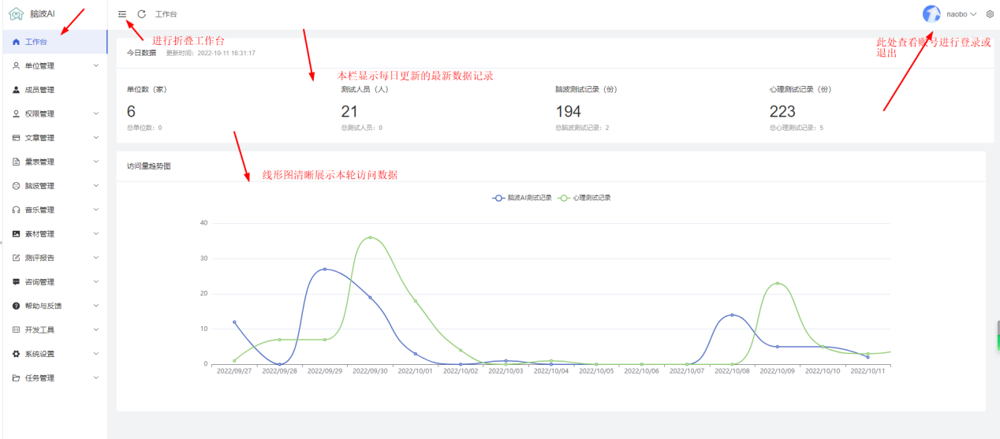 脑波AI
工作台
naobo
工作台
单位管理
成员管理
权限管理
文章管理
量表管理
脑波管理
音乐管理
素材管理
测评报告
咨询管理
帮助与反馈
开发工具
系统设置
任务管理
进行折叠工作台
此处查看账号进行登录或
退出
今日数据 更新时间：2022-10-11 16:31:17
本栏显示每日更新的最新数据记录
单位数（家）
6
总单位数：0
测试人员（人）
21
总测试人员：0
脑波测试记录（份）
194
总脑波测试记录：2
心理测试记录（份）
223
总心理测试记录：5
访问量趋势图
线形图清晰展示本轮访问数据
脑波AI测试记录 心理测试记录
40
30
20
10
0
2022/09/27 2022/09/28 2022/09/29 2022/09/30 2022/10/01 2022/10/02 2022/10/03 2022/10/04 2022/10/05 2022/10/06 2022/10/07 2022/10/08 2022/10/09 2022/10/10 2022/10/11